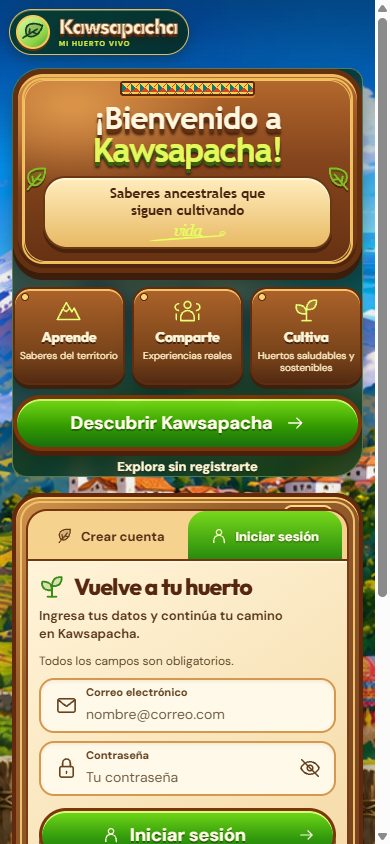 Kawsapacha
MI HUERTO VIVO
¡Bienvenido a
Kawsapacha!
Saberes ancestrales que
siguen cultivando
vida
Aprende
Saberes del territorio
Comparte
Experiencias reales
Cultiva
Huertos saludables y
sostenibles
Descubrir Kawsapacha
Explora sin registrarte
Crear cuenta
Iniciar sesión
Vuelve a tu huerto
Ingresa tus datos y continúa tu camino
en Kawsapacha.
Todos los campos son obligatorios.
Correo electrónico
nombre@correo.com
Contraseña
Tu contraseña
Iniciar sesión